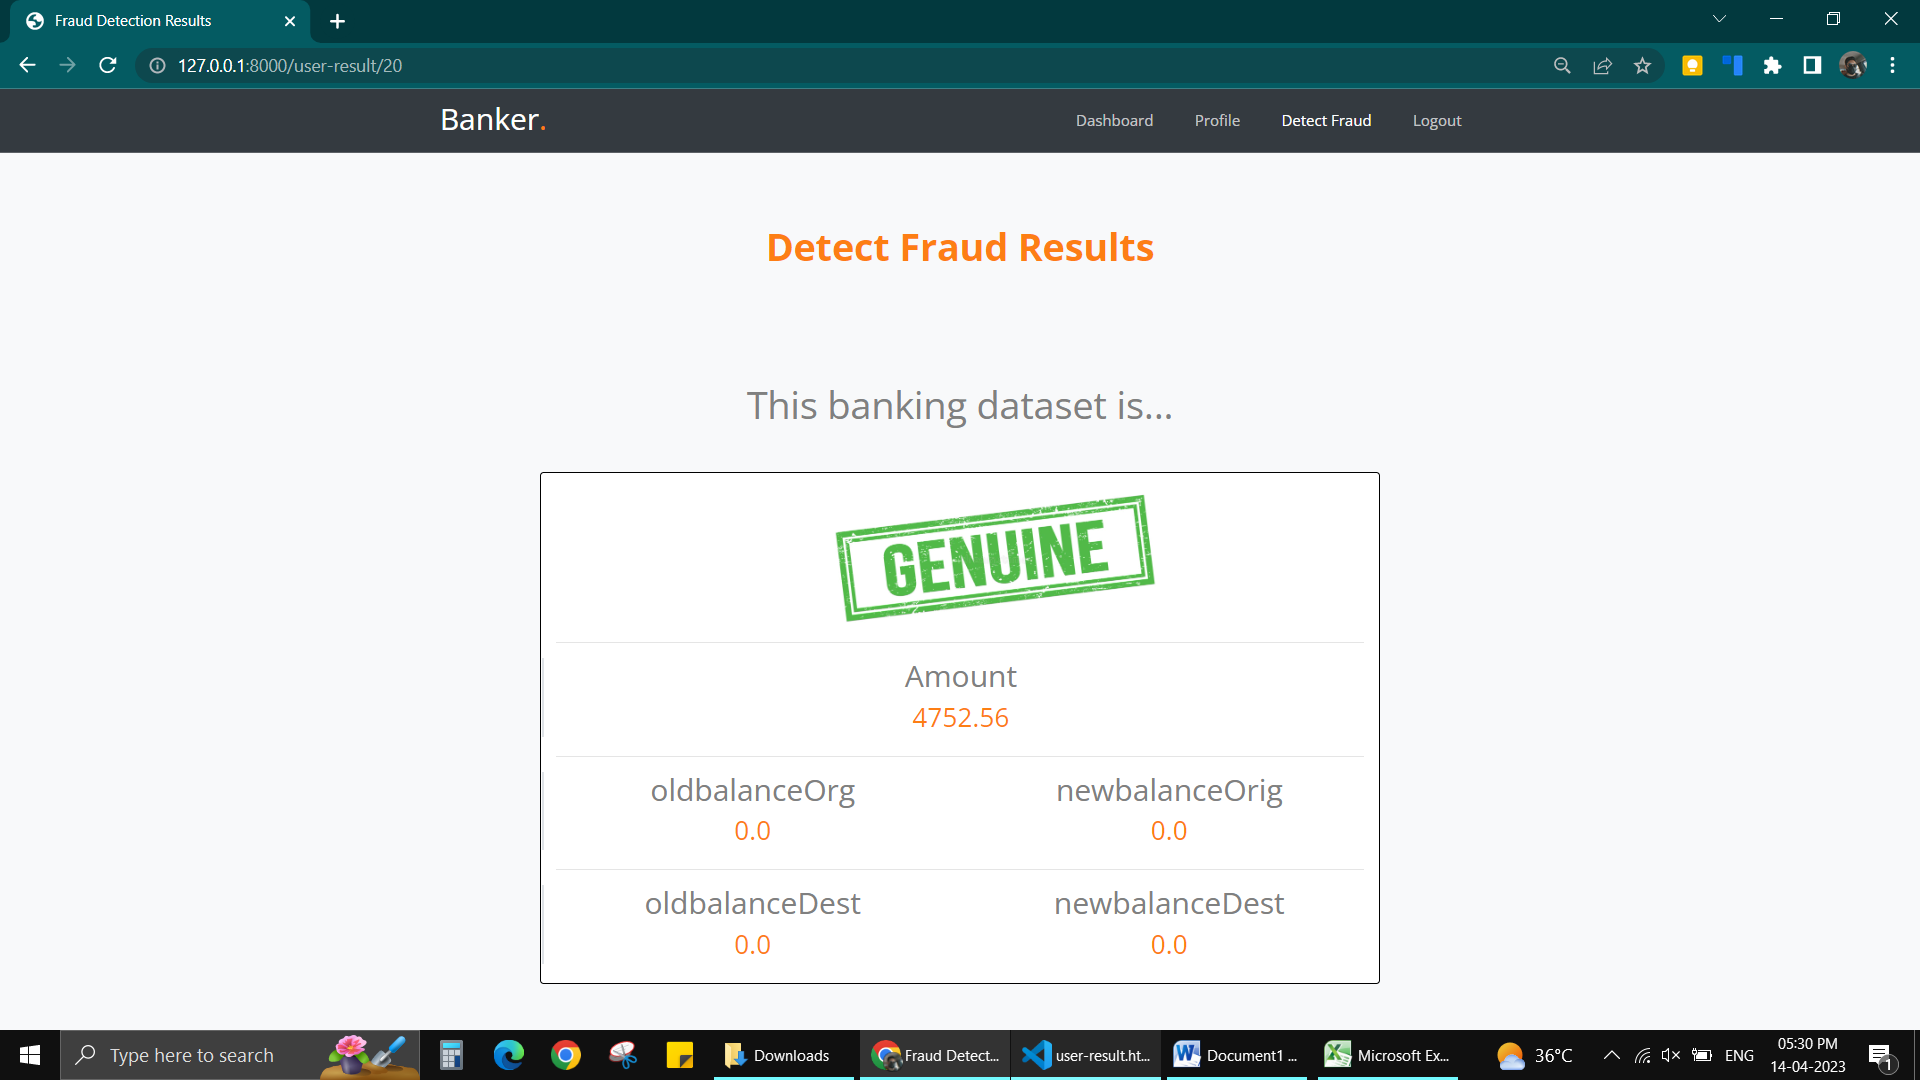 Fraud Detection Results
127.0.0.1:8000/user-result/20
Banker.
Dashboard Profile Detect Fraud Logout
Detect Fraud Results
This banking dataset is...
GENUINE
Amount
4752.56
oldbalanceOrg newbalanceOrig
0.0 0.0
oldbalanceDest newbalanceDest
0.0 0.0
Type here to search Downloads Fraud Detect... user-result.ht... Document1 ... Microsoft Ex... 36°C ENG 05:30 PM
14-04-2023 1